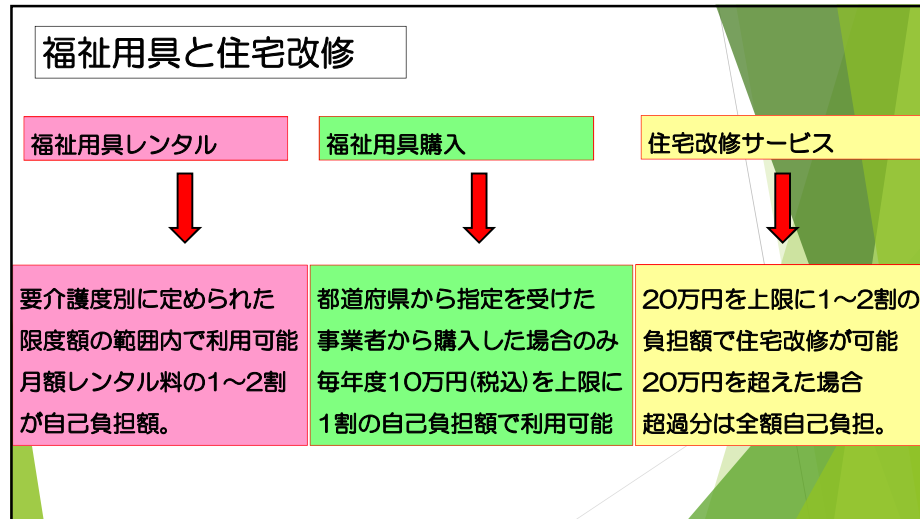 福祉用具と住宅改修
福祉用具レンタル
福祉用具購入
住宅改修サービス
要介護度別に定められた
限度額の範囲内で利用可能
月額レンタル料の1～2割
が自己負担額。
都道府県から指定を受けた
事業者から購入した場合のみ
毎年度10万円(税込)を上限に
1割の自己負担額で利用可能
20万円を上限に1～2割の
負担額で住宅改修が可能
20万円を超えた場合
超過分は全額自己負担。